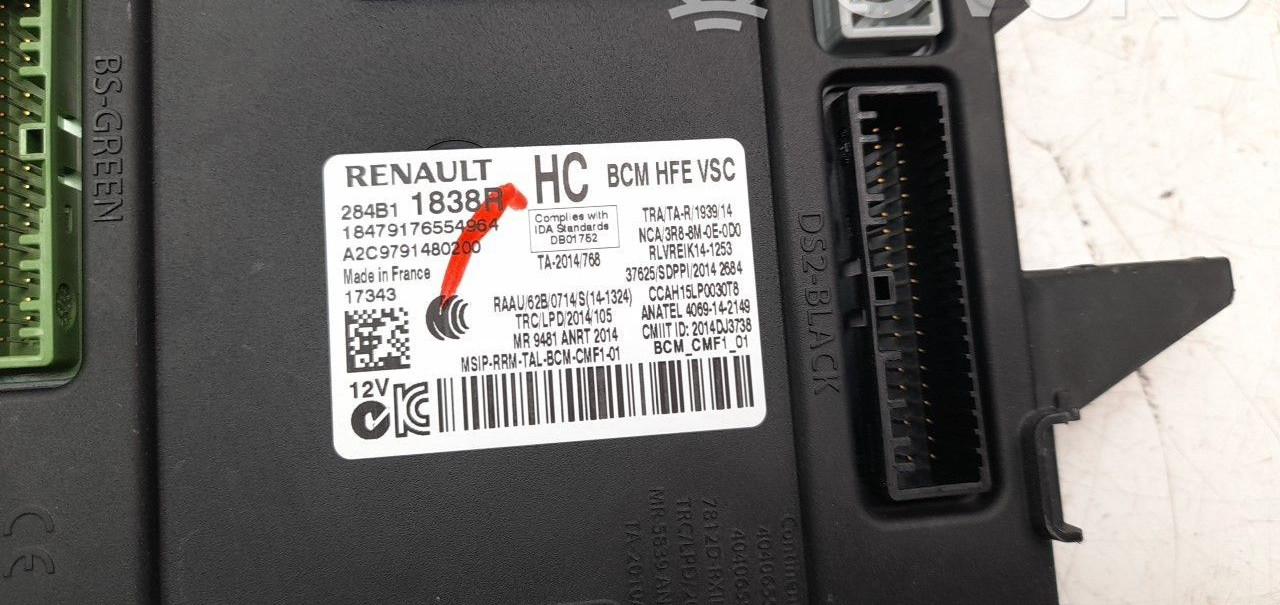 BS-GREEN
RENAULT HC BCM HFE VSC
284B1 1838R
18479176554964
A2C9791480200
Made in France
17343
Complies with
IDA Standards
DB01752
TA-2014/768
TRA/TA-R/1939/14
NCA/3R8-8M-0E-0D0
RLVREIK14-1253
37625/SDPPI/2014 2684
RAAU/62B/0714/S(14-1324)
CCAH15LP0030T8
TRC/LPD/2014/105
ANATEL 4069-14-2149
MR 9481 ANRT 2014
CMIIT ID: 2014DJ3738
MSIP-RRM-TAL-BCM-CMF1-01
BCM_CMF1_01
12V
DS2-BLACK
CE